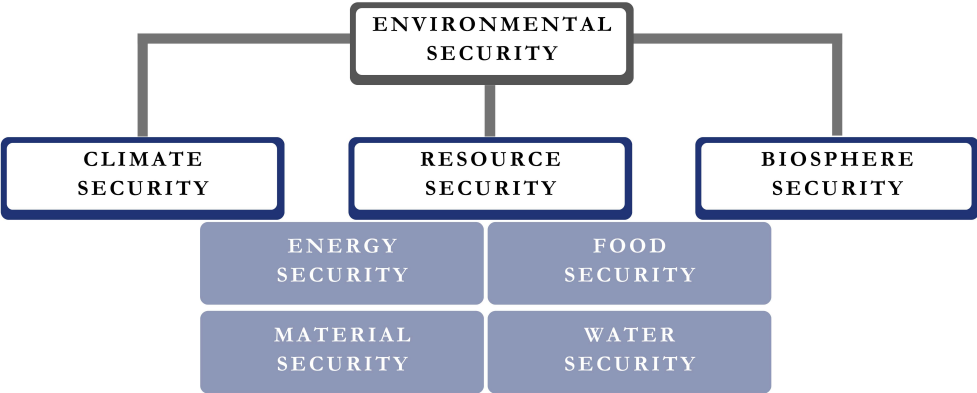 ENVIRONMENTAL
SECURITY
CLIMATE
SECURITY
RESOURCE
SECURITY
BIOSPHERE
SECURITY
ENERGY
SECURITY
FOOD
SECURITY
MATERIAL
SECURITY
WATER
SECURITY